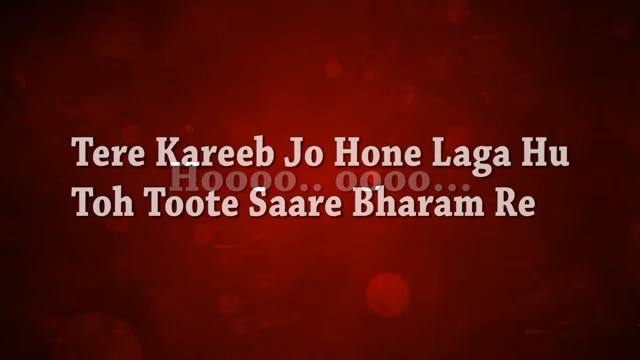 Tere Kareeb Jo Hone Laga Hu
Hoooo.. oooo...
Toh Toote Saare Bharam Re